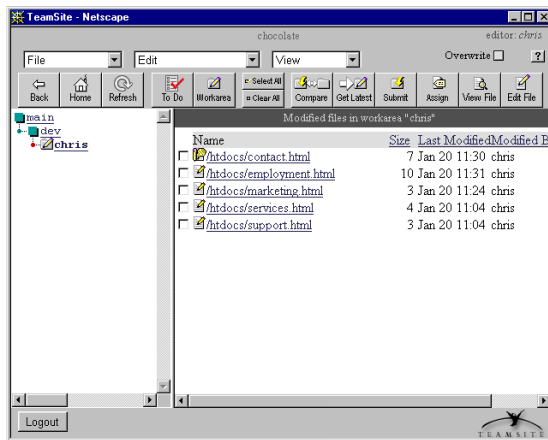 TeamSite - Netscape
chocolate editor: chris
File Edit View Overwrite ?
Back Home Refresh To Do Workarea Select All Clear All Compare Get Latest Submit Assign View File Edit File
main
dev
chris
Modified files in workarea "chris"
Name Size Last Modified Modified B
/htdocs/contact.html 7 Jan 20 11:30 chris
/htdocs/employment.html 10 Jan 20 11:31 chris
/htdocs/marketing.html 3 Jan 20 11:24 chris
/htdocs/services.html 4 Jan 20 11:04 chris
/htdocs/support.html 3 Jan 20 11:04 chris
Logout
TEAMSITE